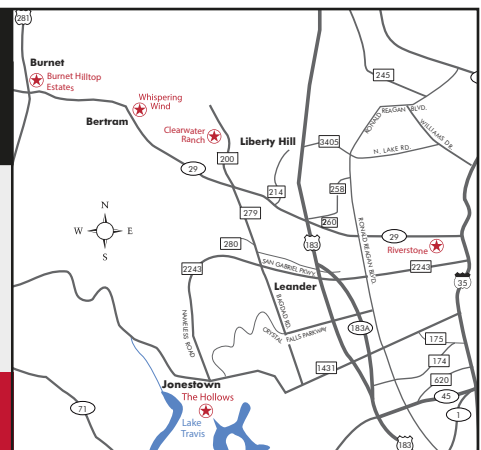 281
Burnet
Burnet Hilltop
Estates
Whispering
Wind
Bertram
Clearwater
Ranch
Liberty Hill
245
RONALD REAGAN BLVD.
WILLIAMS DR.
N. LAKE RD.
3405
200
29
214
258
279
260
280
183
29
Riverstone
RONALD REAGAN BLVD.
2243
SAN GABRIEL PKWY.
2243
35
N
W
E
S
Leander
BAGDAD RD.
NAMELESS ROAD
CRYSTAL FALLS PARKWAY
183A
175
174
1431
620
45
1
Jonestown
The Hollows
71
Lake
Travis
183